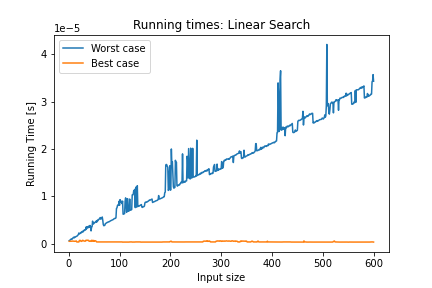 Running times: Linear Search
1e−5
Worst case
Best case
4
3
2
1
0
Running Time [s]
0 100 200 300 400 500 600
Input size